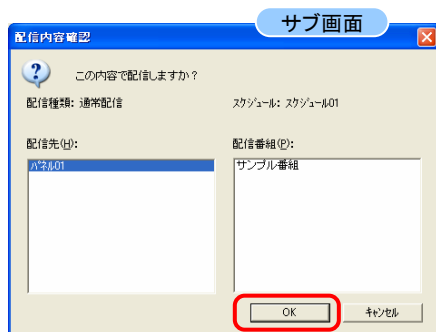 サブ画面
配信内容確認
この内容で配信しますか？
配信種類: 通常配信
ｽｹｼﾞｭｰﾙ: ｽｹｼﾞｭｰﾙ01
配信先(H):
配信番組(P):
ﾊﾟﾈﾙ01
サンプル番組
OK
ｷｬﾝｾﾙ